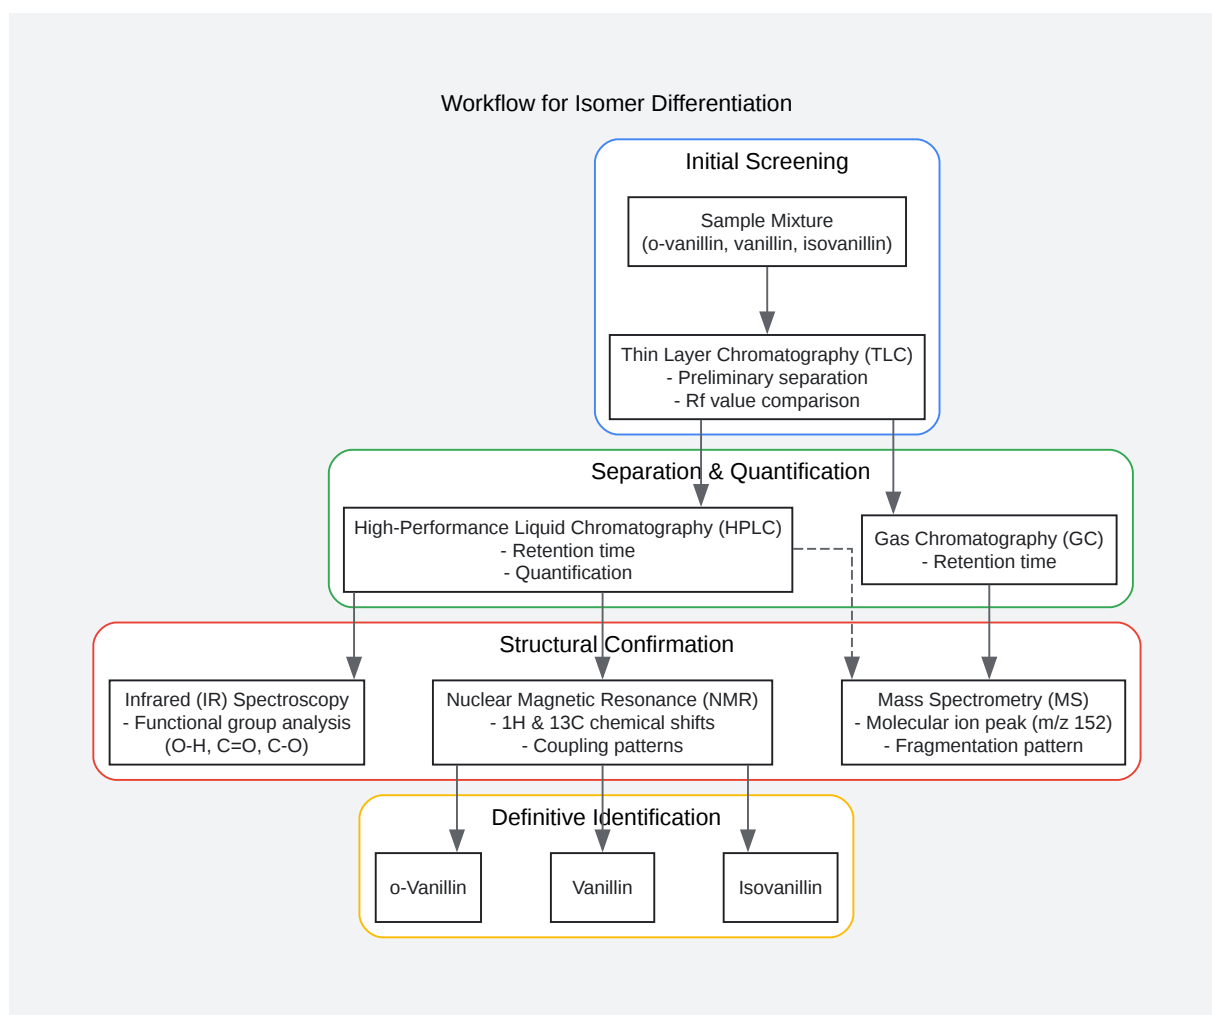 Workflow for Isomer Differentiation
Initial Screening
Sample Mixture
(o-vanillin, vanillin, isovanillin)
Thin Layer Chromatography (TLC)
- Preliminary separation
- Rf value comparison
Separation & Quantification
High-Performance Liquid Chromatography (HPLC)
- Retention time
- Quantification
Gas Chromatography (GC)
- Retention time
Structural Confirmation
Infrared (IR) Spectroscopy
- Functional group analysis
(O-H, C=O, C-O)
Nuclear Magnetic Resonance (NMR)
- 1H & 13C chemical shifts
- Coupling patterns
Mass Spectrometry (MS)
- Molecular ion peak (m/z 152)
- Fragmentation pattern
Definitive Identification
o-Vanillin
Vanillin
Isovanillin